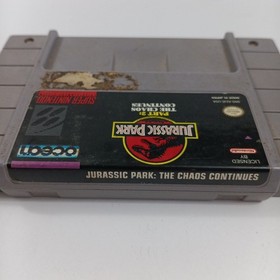 JURASSIC PARK
PART 2:
THE CHAOS
CONTINUES
SUPER NINTENDO
ocean
LICENSED
BY
Nintendo
JURASSIC PARK: THE CHAOS CONTINUES